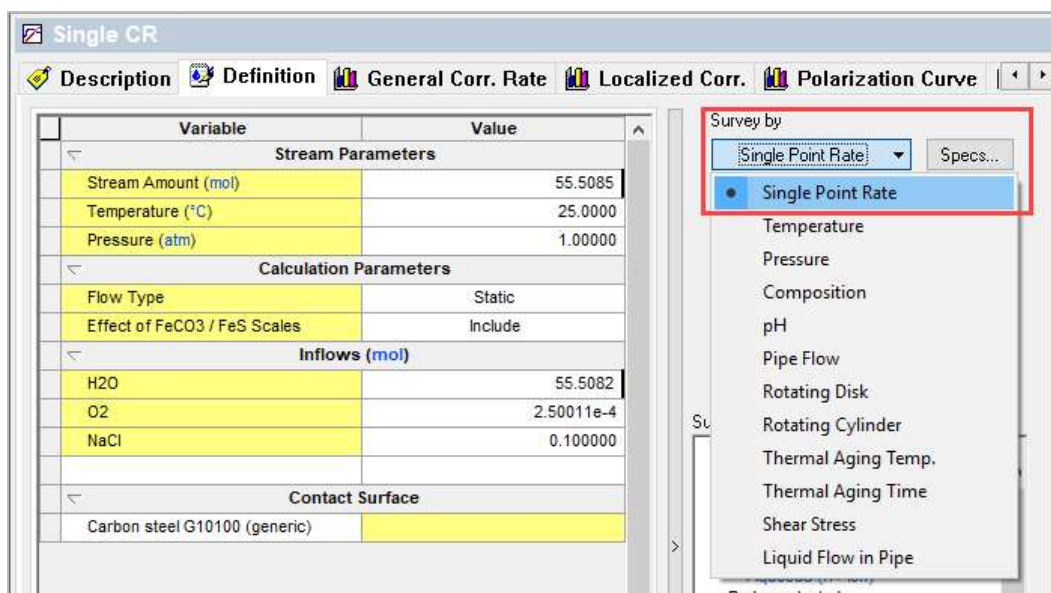 Single CR
Description Definition General Corr. Rate Localized Corr. Polarization Curve
Variable Value
Stream Parameters
Stream Amount (mol) 55.5085
Temperature (°C) 25.0000
Pressure (atm) 1.00000
Calculation Parameters
Flow Type Static
Effect of FeCO3 / FeS Scales Include
Inflows (mol)
H2O 55.5082
O2 2.50011e-4
NaCl 0.100000
Contact Surface
Carbon steel G10100 (generic)
Survey by
Single Point Rate Specs...
Single Point Rate
Temperature
Pressure
Composition
pH
Pipe Flow
Rotating Disk
Rotating Cylinder
Thermal Aging Temp.
Thermal Aging Time
Shear Stress
Liquid Flow in Pipe
Su